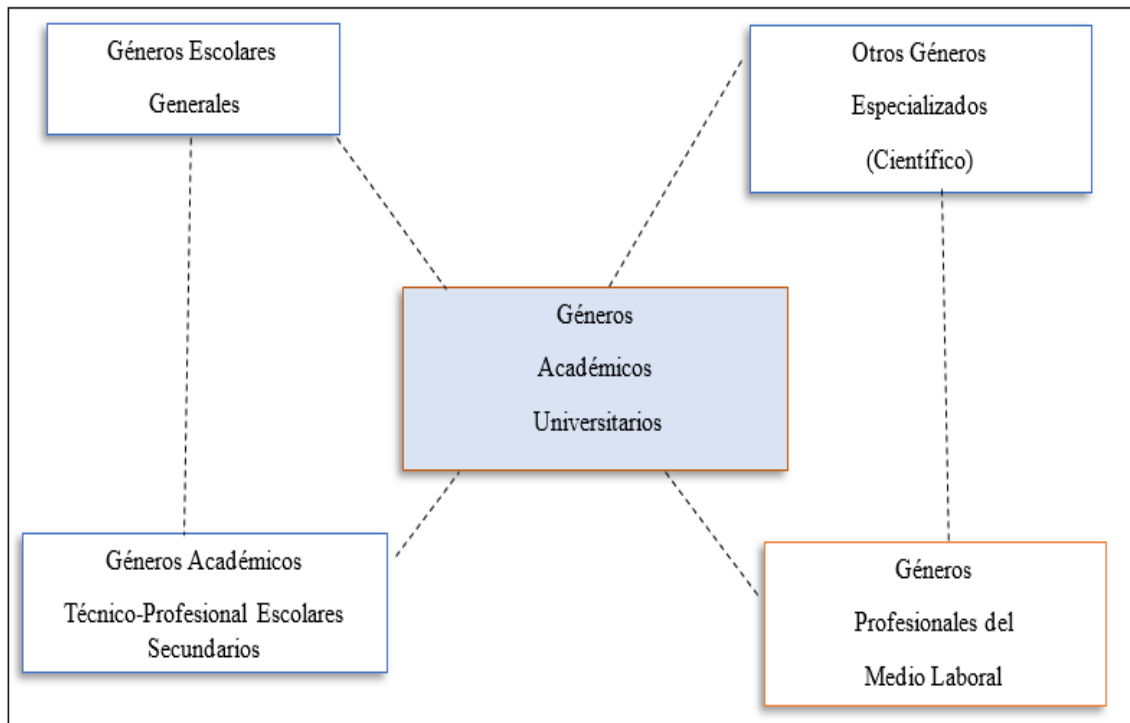 Géneros Escolares
Generales
Otros Géneros
Especializados
(Científico)
Géneros
Académicos
Universitarios
Géneros Académicos
Técnico-Profesional Escolares
Secundarios
Géneros
Profesionales del
Medio Laboral